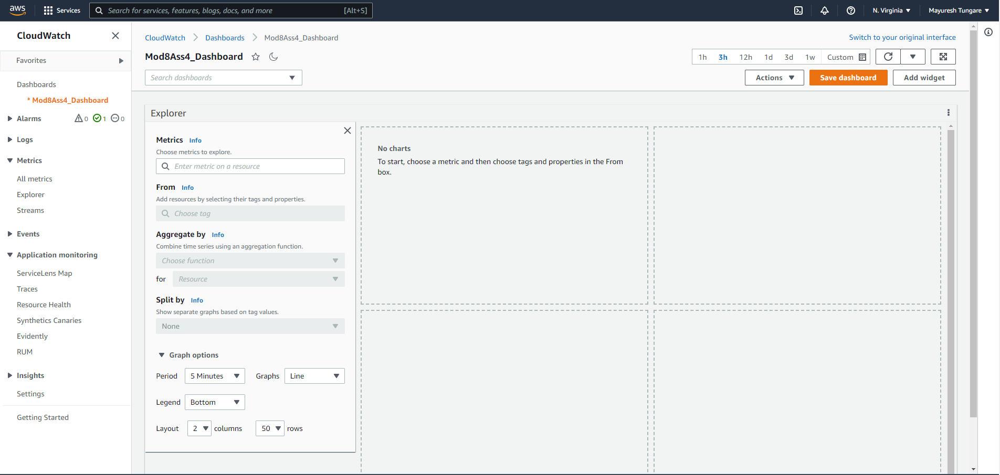 aws
Services
Search for services, features, blogs, docs, and more
[Alt+S]
N. Virginia
Mayuresh Tungare
CloudWatch
Favorites
Dashboards
* Mod8Ass4_Dashboard
Alarms
0
1
0
Logs
Metrics
All metrics
Explorer
Streams
Events
Application monitoring
ServiceLens Map
Traces
Resource Health
Synthetics Canaries
Evidently
RUM
Insights
Settings
Getting Started
CloudWatch
Dashboards
Mod8Ass4_Dashboard
Switch to your original interface
Mod8Ass4_Dashboard
1h
3h
12h
1d
3d
1w
Custom
Search dashboards
Actions
Save dashboard
Add widget
Explorer
Metrics Info
Choose metrics to explore.
Enter metric on a resource
From Info
Add resources by selecting their tags and properties.
Choose tag
Aggregate by Info
Combine time series using an aggregation function.
Choose function
for Resource
Split by Info
Show separate graphs based on tag values.
None
Graph options
Period 5 Minutes Graphs Line
Legend Bottom
Layout 2 columns 50 rows
No charts
To start, choose a metric and then choose tags and properties in the From
box.